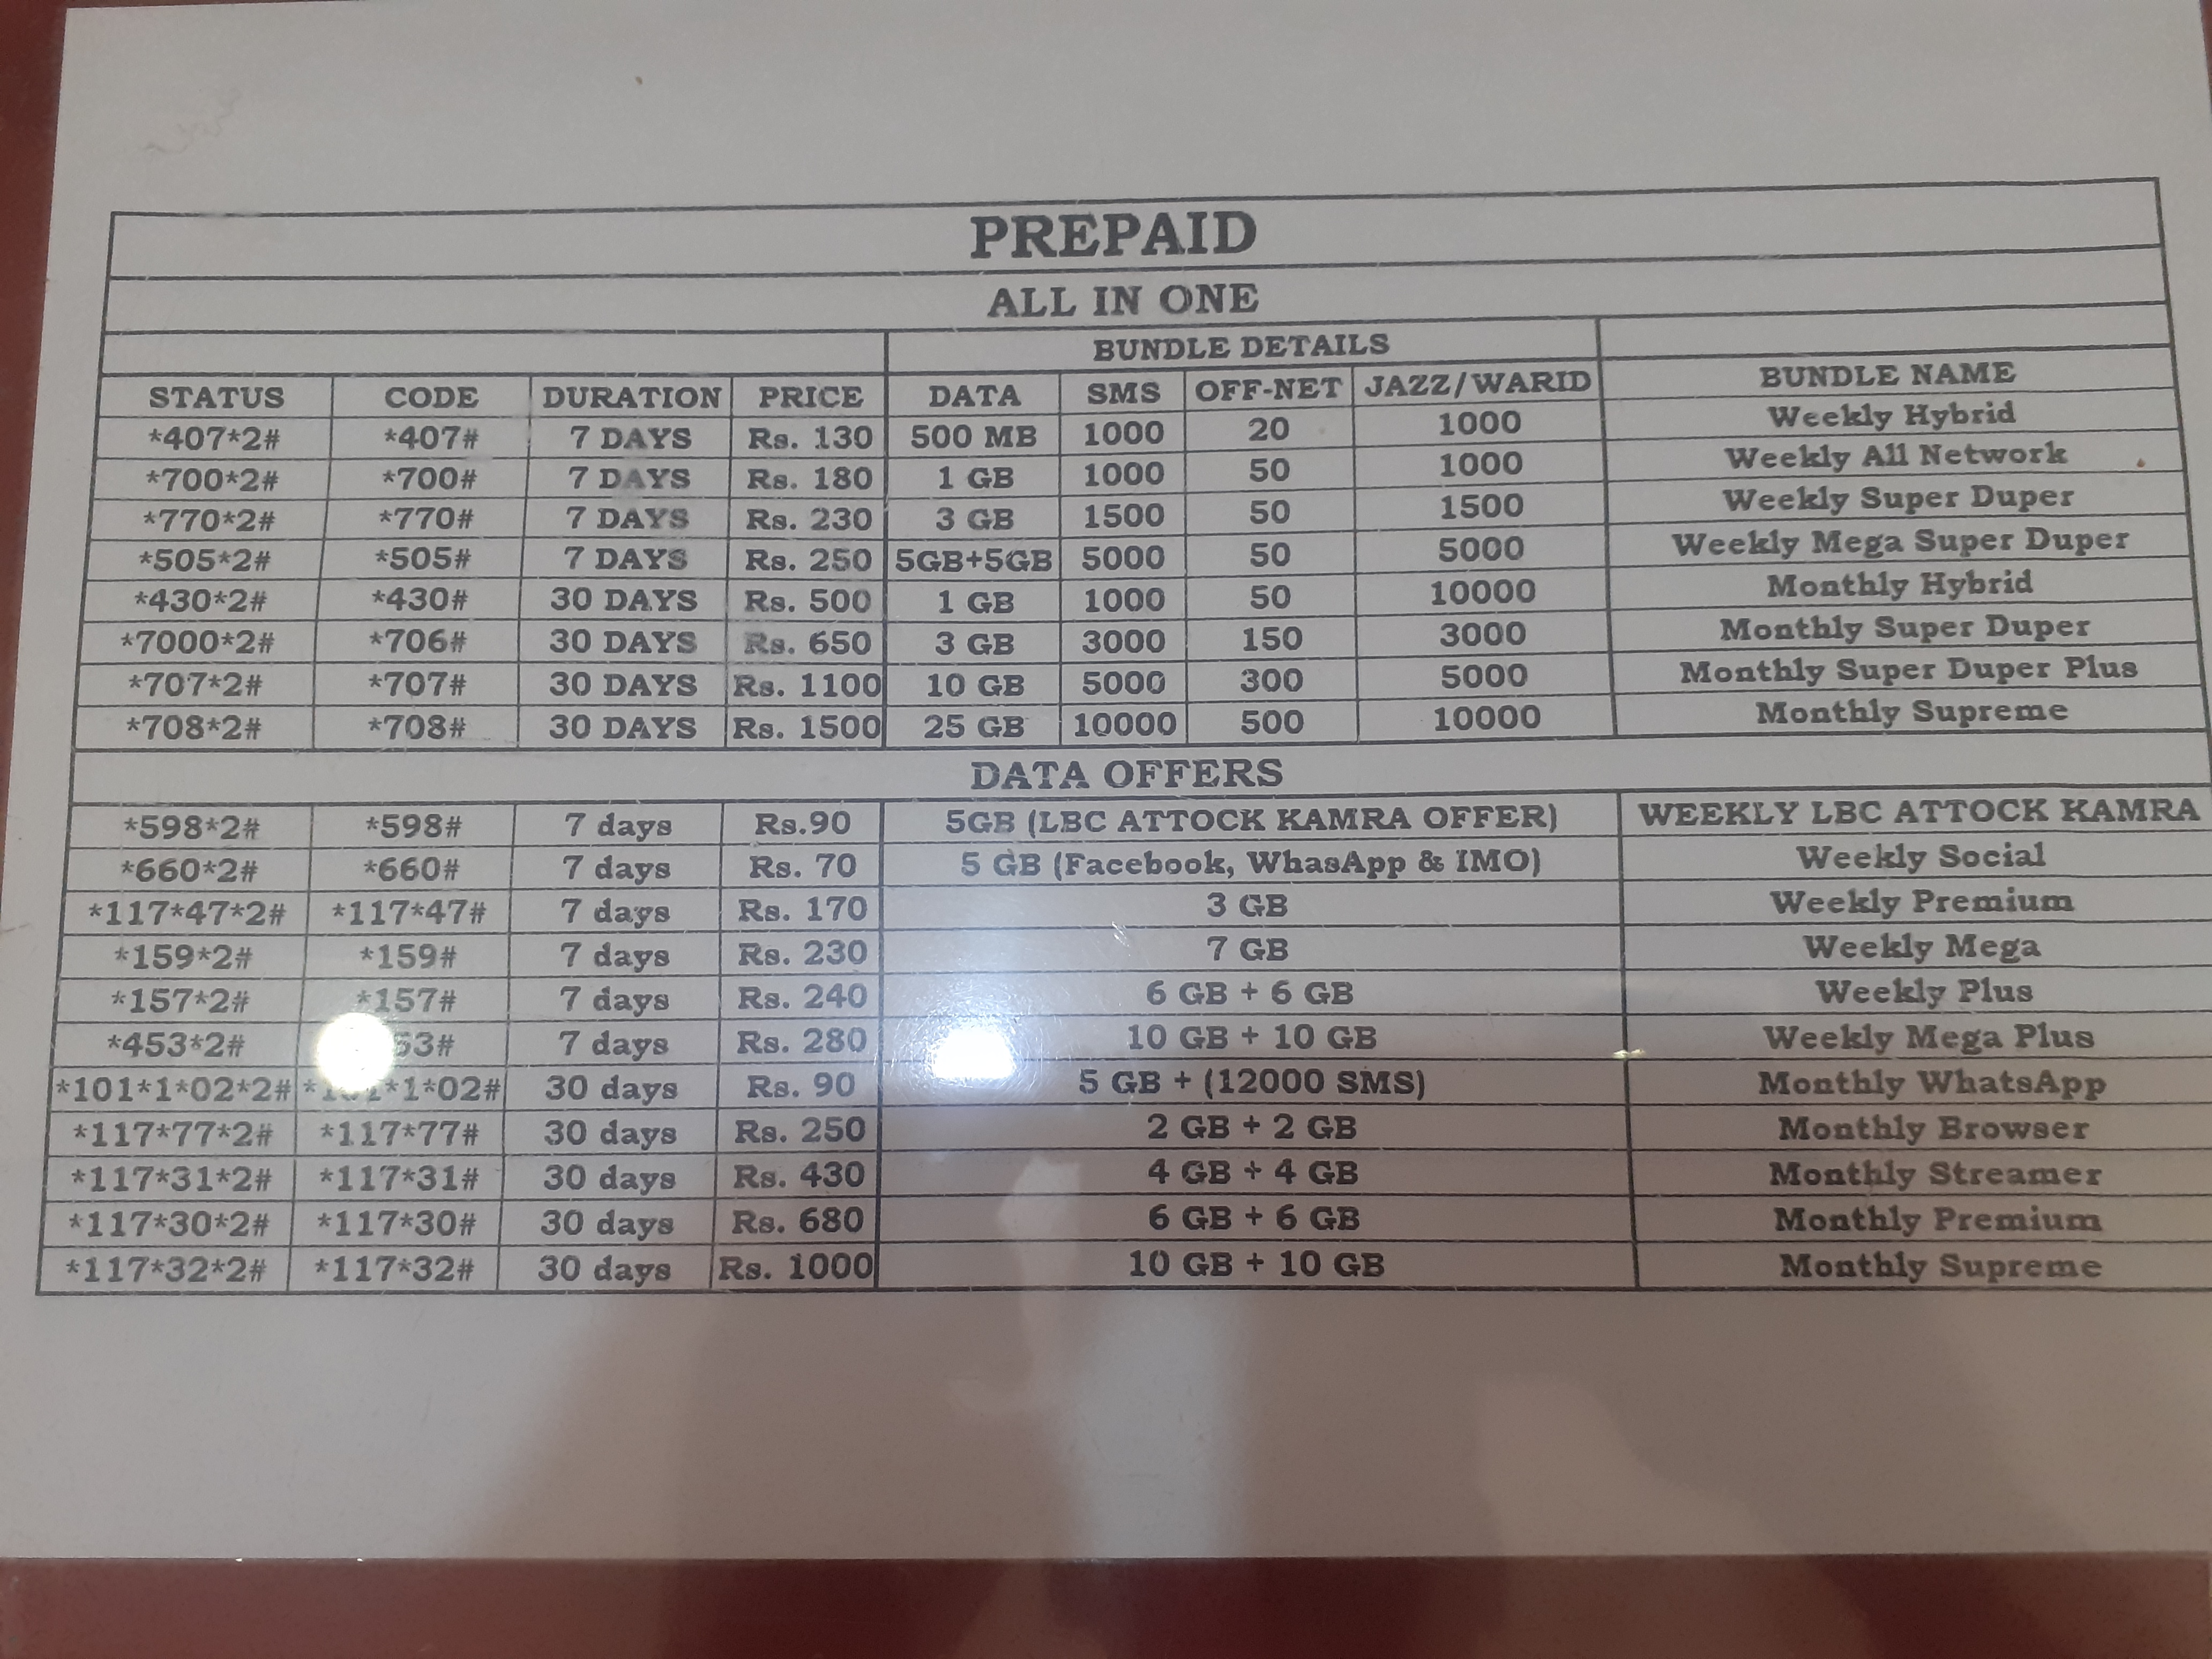 PREPAID
ALL IN ONE
BUNDLE DETAILS
STATUS CODE DURATION PRICE DATA SMS OFF-NET JAZZ/WARID BUNDLE NAME
*407*2# *407# 7 DAYS Rs. 130 500 MB 1000 20 1000 Weekly Hybrid
*700*2# *700# 7 DAYS Rs. 180 1 GB 1000 50 1000 Weekly All Network
*770*2# *770# 7 DAYS Rs. 230 3 GB 1500 50 1500 Weekly Super Duper
*505*2# *505# 7 DAYS Rs. 250 5GB+5GB 5000 50 5000 Weekly Mega Super Duper
*430*2# *430# 30 DAYS Rs. 500 1 GB 1000 50 10000 Monthly Hybrid
*7000*2# *706# 30 DAYS Rs. 650 3 GB 3000 150 3000 Monthly Super Duper
*707*2# *707# 30 DAYS Rs. 1100 10 GB 5000 300 5000 Monthly Super Duper Plus
*708*2# *708# 30 DAYS Rs. 1500 25 GB 10000 500 10000 Monthly Supreme
DATA OFFERS
*598*2# *598# 7 days Rs.90 5GB (LBC ATTOCK KAMRA OFFER) WEEKLY LBC ATTOCK KAMRA
*660*2# *660# 7 days Rs. 70 5 GB (Facebook, WhasApp & IMO) Weekly Social
*117*47*2# *117*47# 7 days Rs. 170 3 GB Weekly Premium
*159*2# *159# 7 days Rs. 230 7 GB Weekly Mega
*157*2# *157# 7 days Rs. 240 6 GB + 6 GB Weekly Plus
*453*2# 53# 7 days Rs. 280 10 GB + 10 GB Weekly Mega Plus
*101*1*02*2# *1*02# 30 days Rs. 90 5 GB + (12000 SMS) Monthly WhatsApp
*117*77*2# *117*77# 30 days Rs. 250 2 GB + 2 GB Monthly Browser
*117*31*2# *117*31# 30 days Rs. 430 4 GB + 4 GB Monthly Streamer
*117*30*2# *117*30# 30 days Rs. 680 6 GB + 6 GB Monthly Premium
*117*32*2# *117*32# 30 days Rs. 1000 10 GB + 10 GB Monthly Supreme